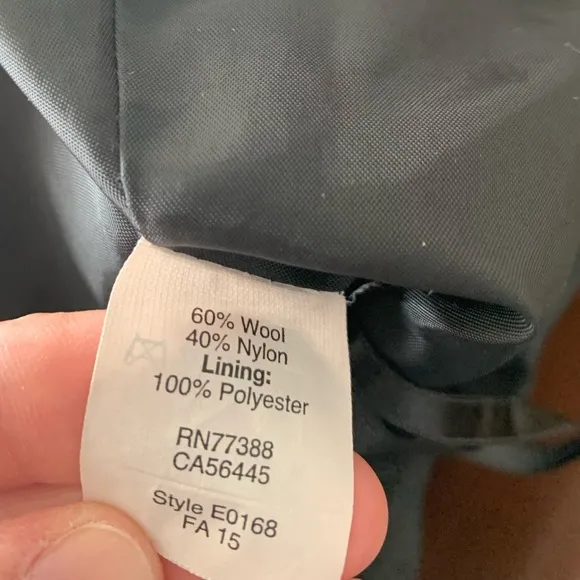 60% Wool
40% Nylon
Lining:
100% Polyester
RN77388
CA56445
Style E0168
FA 15